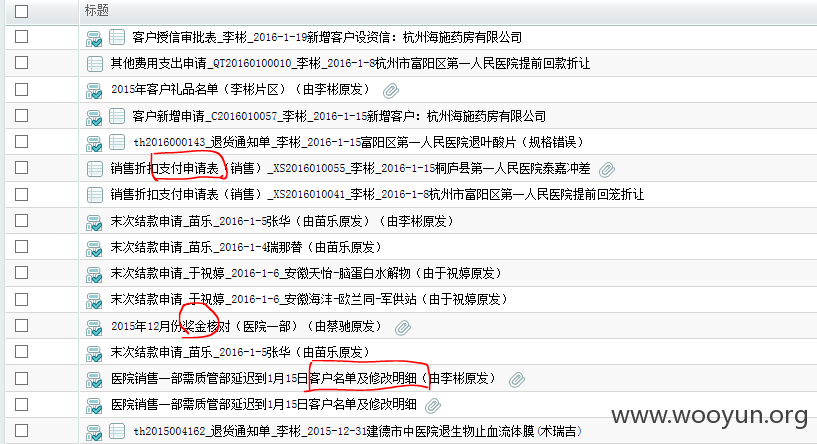 标题
客户授信审批表_李彬_2016-1-19新增客户设资信：杭州海施药房有限公司
其他费用支出申请_QT20160100010_李彬_2016-1-8杭州市富阳区第一人民医院提前回款折让
2015年客户礼品名单（李彬片区）（由李彬原发）
客户新增申请_C2016010057_李彬_2016-1-15新增客户：杭州海施药房有限公司
th2016000143_退货通知单_李彬_2016-1-15富阳区第一人民医院退叶酸片（规格错误）
销售折扣支付申请表（销售）_XS2016010055_李彬_2016-1-15桐庐县第一人民医院泰嘉冲差
销售折扣支付申请表（销售）_XS2016010041_李彬_2016-1-8杭州市富阳区第一人民医院提前回笼折让
末次结款申请_苗乐_2016-1-5张华（由苗乐原发）（由李彬原发）
末次结款申请_苗乐_2016-1-4瑞那替（由苗乐原发）
末次结款申请_于祝婷_2016-1-6_安徽天怡-脑蛋白水解物（由于祝婷原发）
末次结款申请_于祝婷_2016-1-6_安徽海沣-欧兰同-军供站（由于祝婷原发）
2015年12月份奖金核对（医院一部）（由蔡驰原发）
末次结款申请_苗乐_2016-1-5张华（由苗乐原发）
医院销售一部需质管部延迟到1月15日客户名单及修改明细（由李彬原发）
医院销售一部需质管部延迟到1月15日客户名单及修改明细
th2015004162_退货通知单_李彬_2015-12-31建德市中医院退生物止血流体膜(术瑞吉)
www.wooyun.org